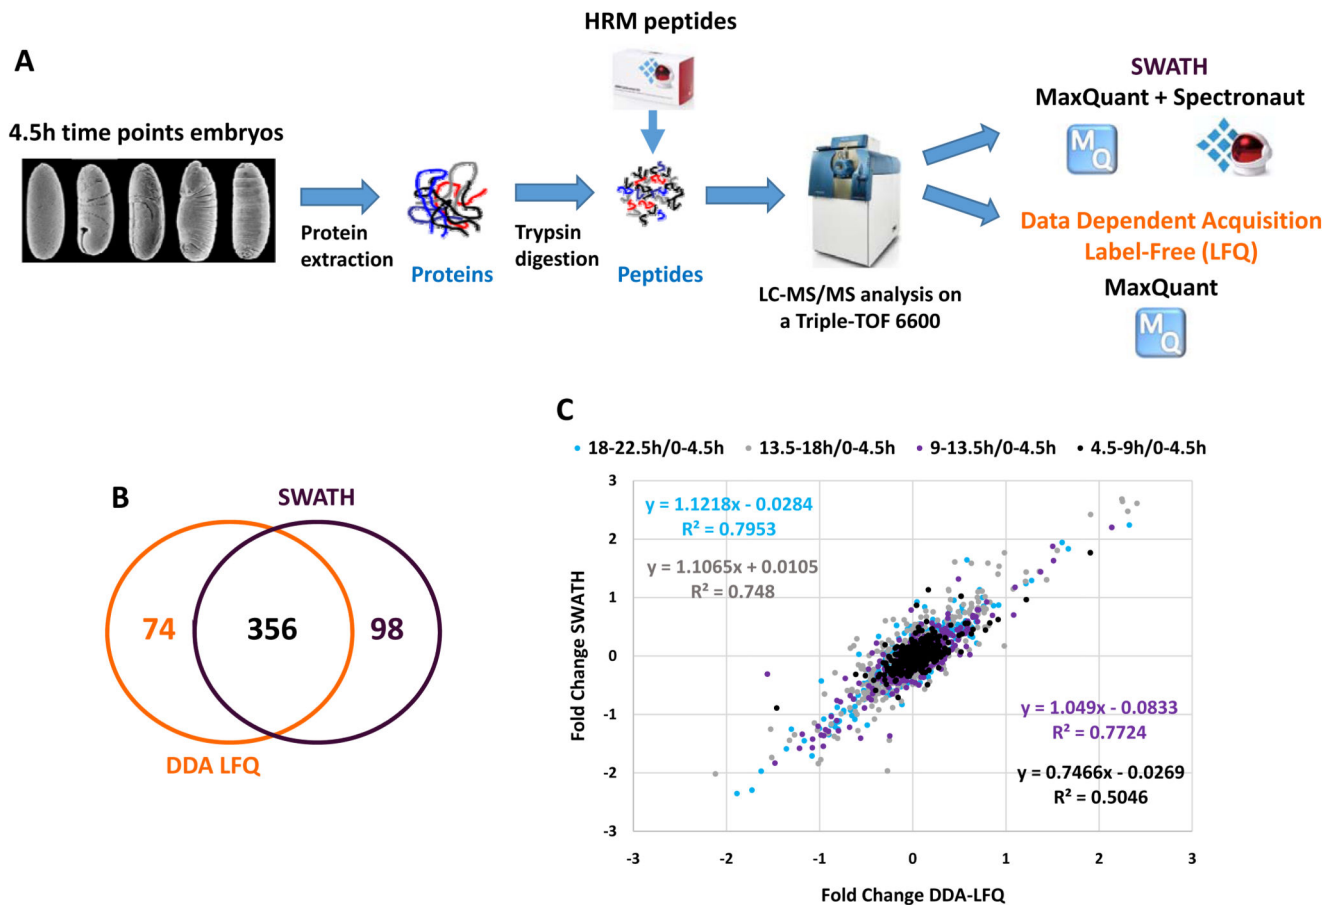 A
HRM peptides
4.5h time points embryos
Protein
extraction
Proteins
Trypsin
digestion
Peptides
LC-MS/MS analysis on
a Triple-TOF 6600
SWATH
MaxQuant + Spectronaut
MQ
Data Dependent Acquisition
Label-Free (LFQ)
MaxQuant
MQ
B
SWATH
74
356
98
DDA LFQ
C
18-22.5h/0-4.5h
13.5-18h/0-4.5h
9-13.5h/0-4.5h
4.5-9h/0-4.5h
Fold Change SWATH
3
2
1
0
-1
-2
-3
y = 1.1218x - 0.0284
R² = 0.7953
y = 1.1065x + 0.0105
R² = 0.748
y = 1.049x - 0.0833
R² = 0.7724
y = 0.7466x - 0.0269
R² = 0.5046
-3
-2
-1
0
1
2
3
Fold Change DDA-LFQ